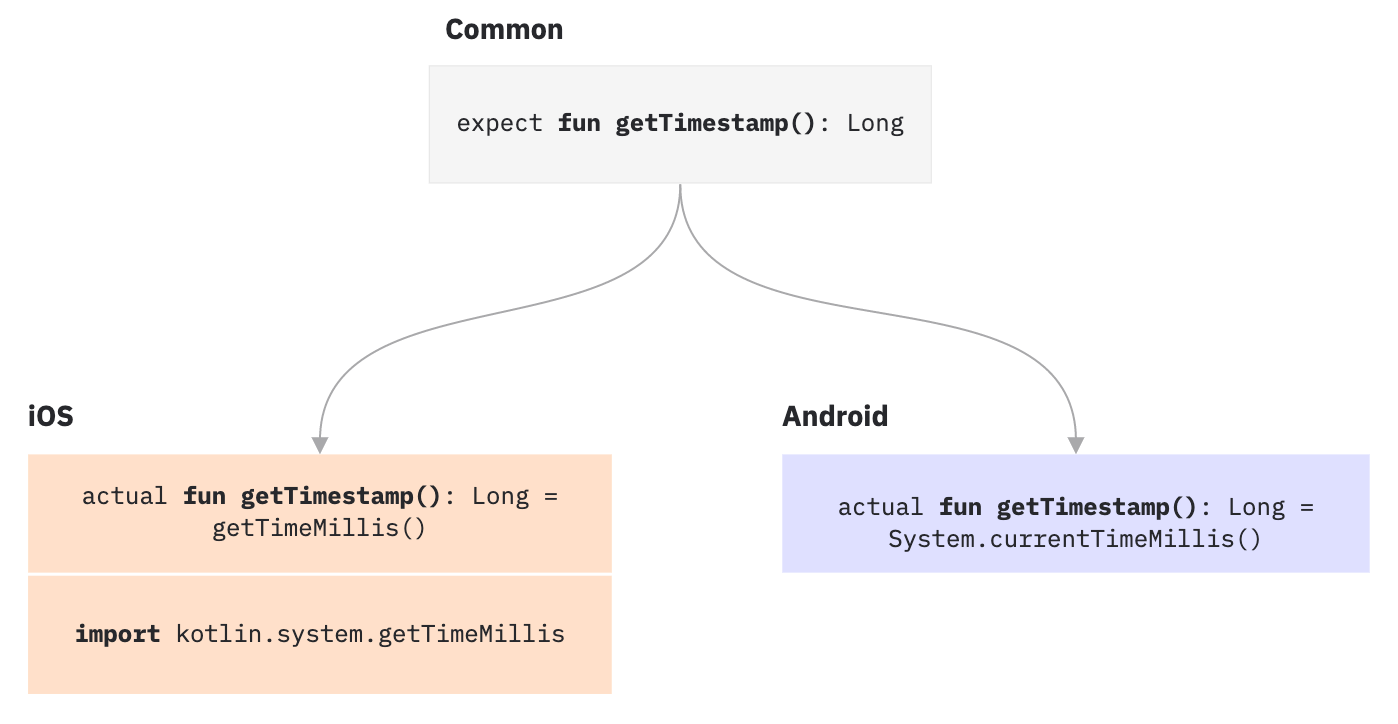 Common
expect fun getTimestamp(): Long
iOS
actual fun getTimestamp(): Long =
getTimeMillis()
import kotlin.system.getTimeMillis
Android
actual fun getTimestamp(): Long =
System.currentTimeMillis()